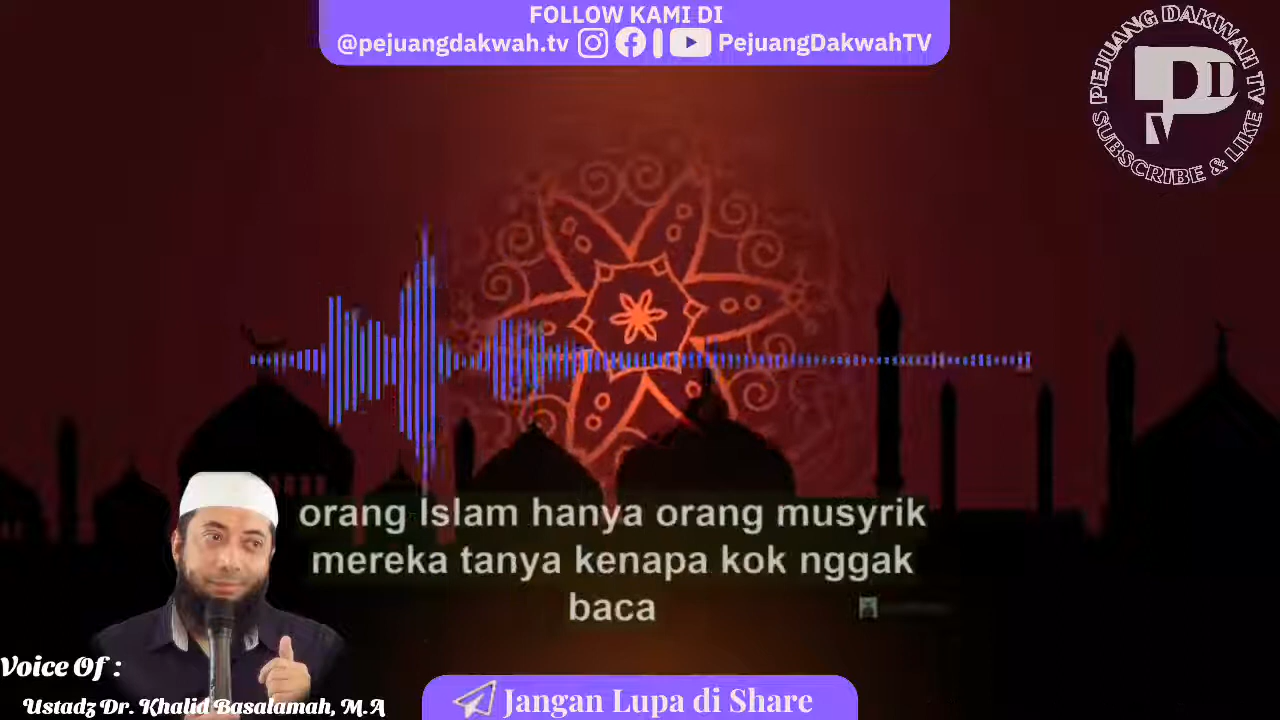 FOLLOW KAMI DI
@pejuangdakwah.tv PejuangDakwahTV
PEJUANG DAKWAH TV
SUBSCRIBE & LIKE
orang Islam hanya orang musyrik
mereka tanya kenapa kok nggak
baca
Voice Of :
Ustadz Dr. Khalid Basalamah, M.A
Jangan Lupa di Share